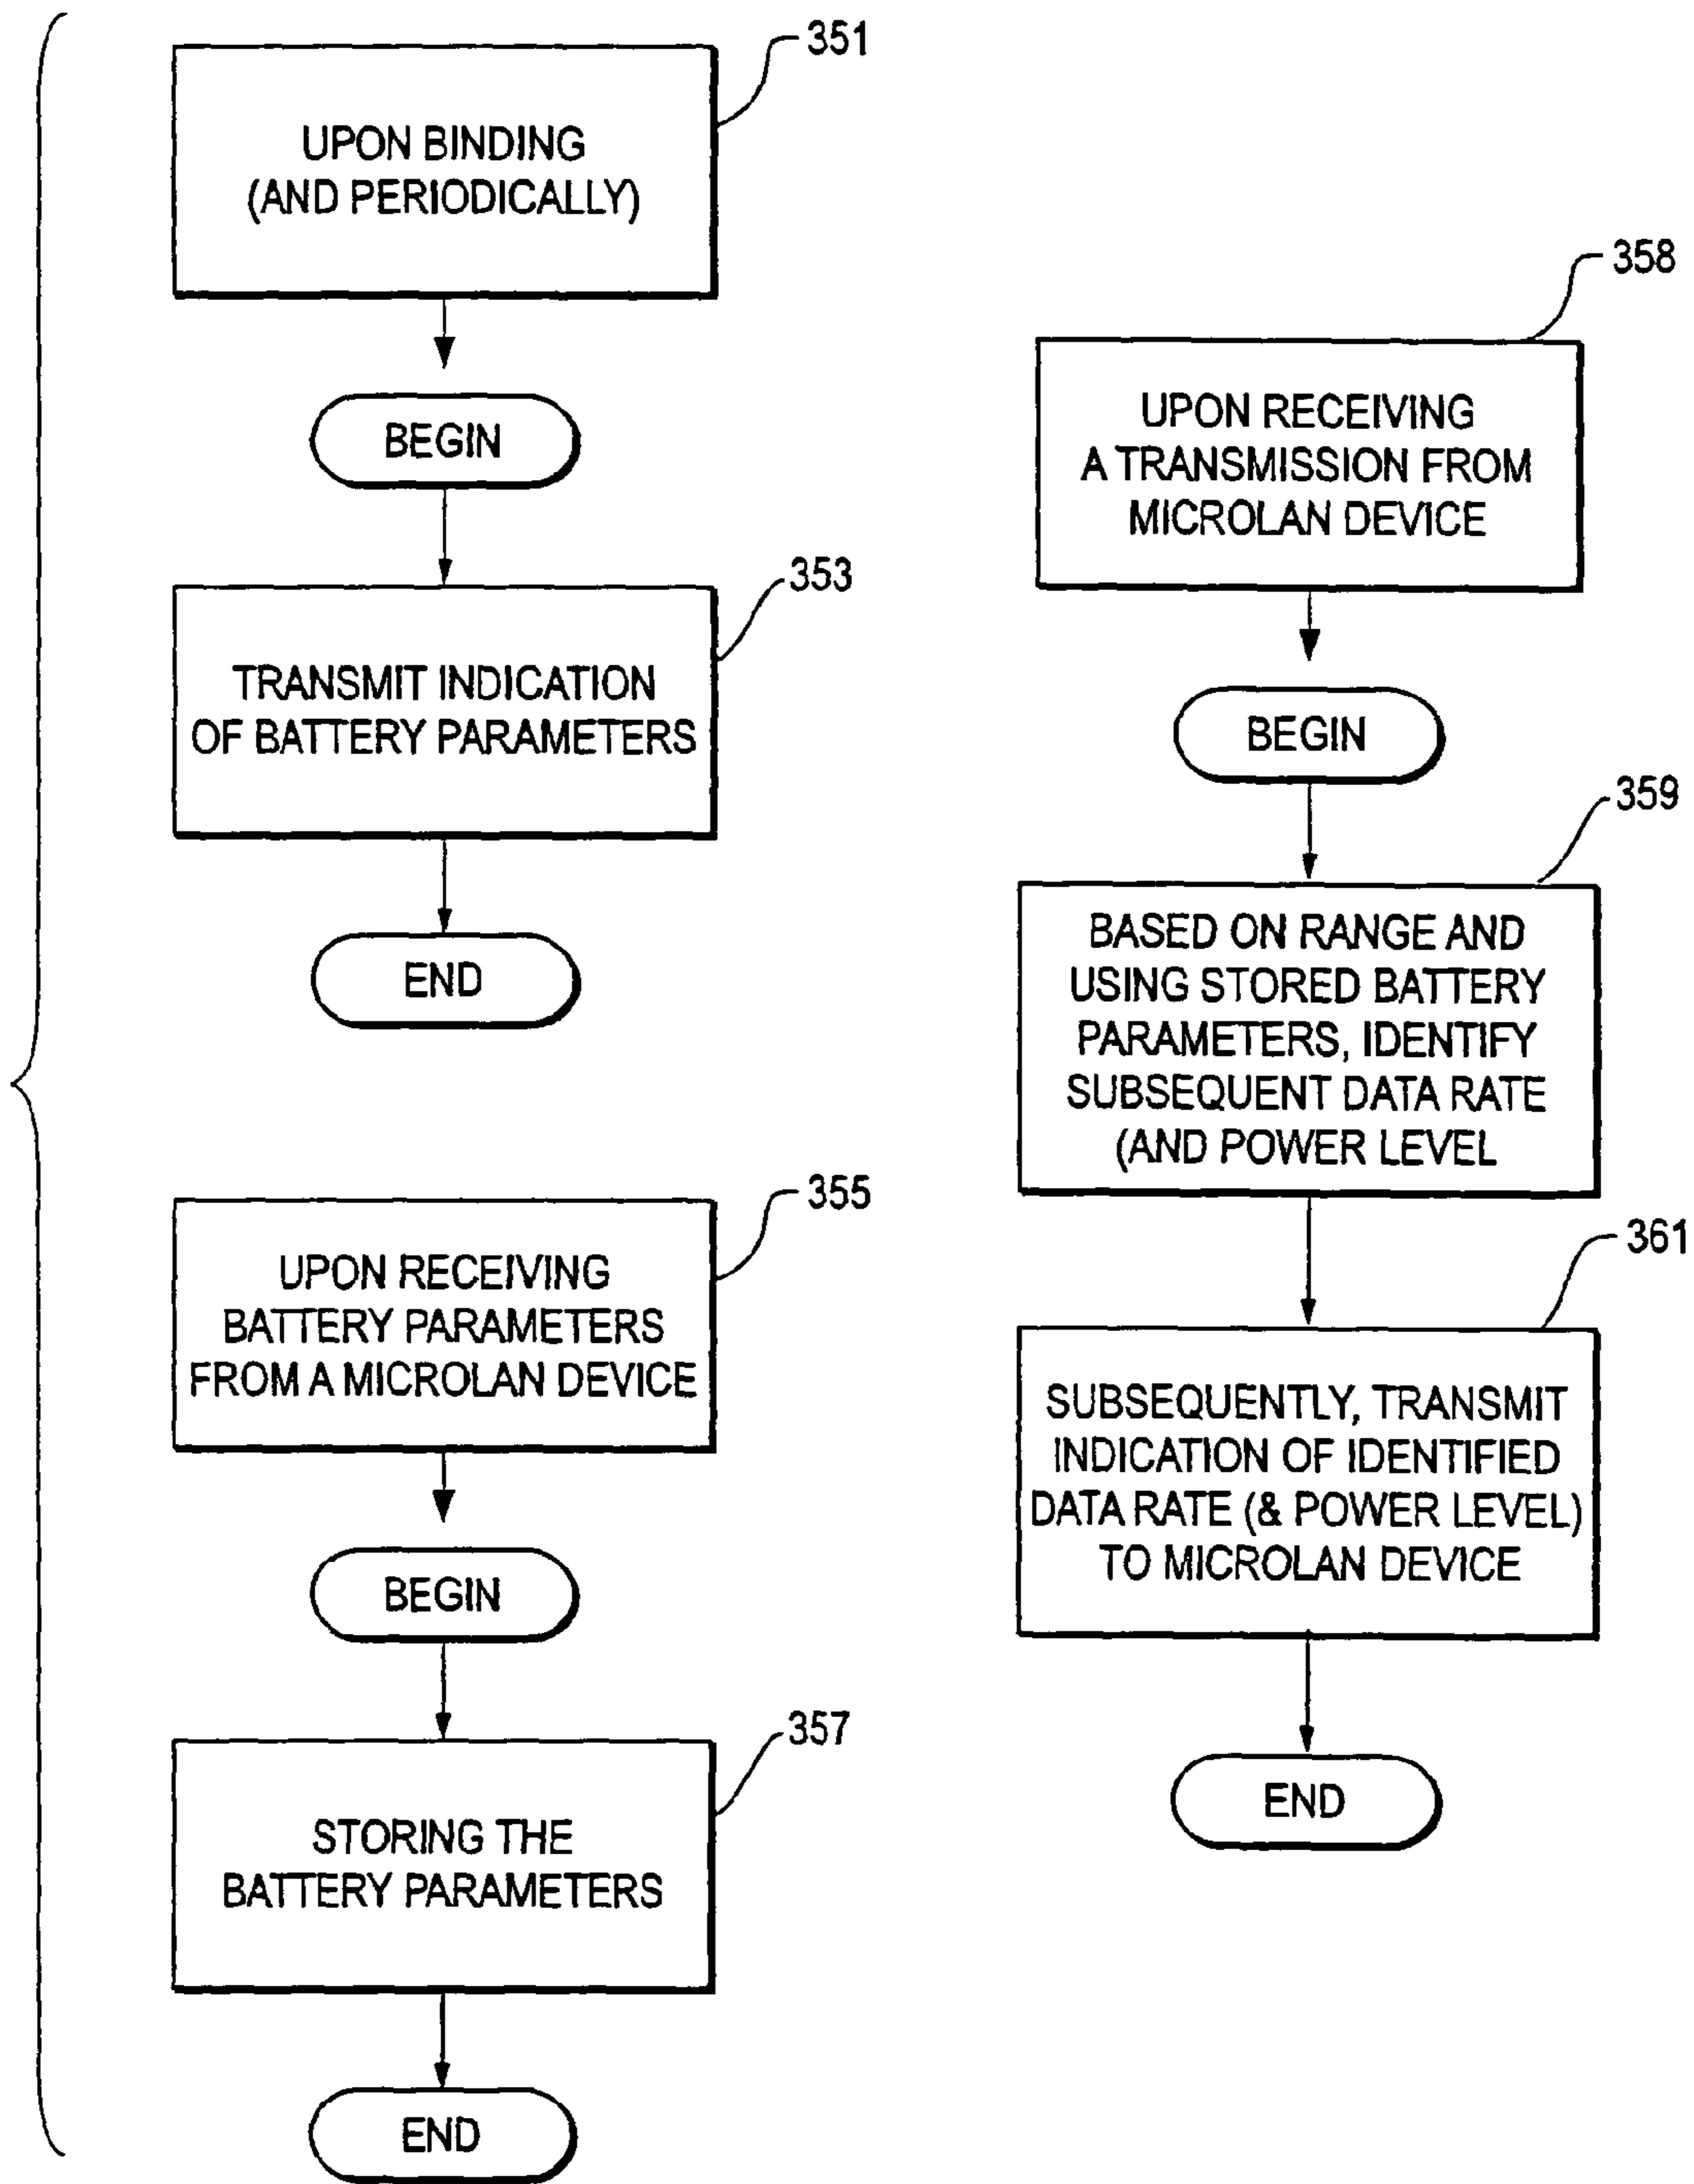 351
UPON BINDING
(AND PERIODICALLY)
BEGIN
353
TRANSMIT INDICATION
OF BATTERY PARAMETERS
END
355
UPON RECEIVING
BATTERY PARAMETERS
FROM A MICROLAN DEVICE
BEGIN
357
STORING THE
BATTERY PARAMETERS
END
358
UPON RECEIVING
A TRANSMISSION FROM
MICROLAN DEVICE
BEGIN
359
BASED ON RANGE AND
USING STORED BATTERY
PARAMETERS, IDENTIFY
SUBSEQUENT DATA RATE
(AND POWER LEVEL
361
SUBSEQUENTLY, TRANSMIT
INDICATION OF IDENTIFIED
DATA RATE (& POWER LEVEL)
TO MICROLAN DEVICE
END